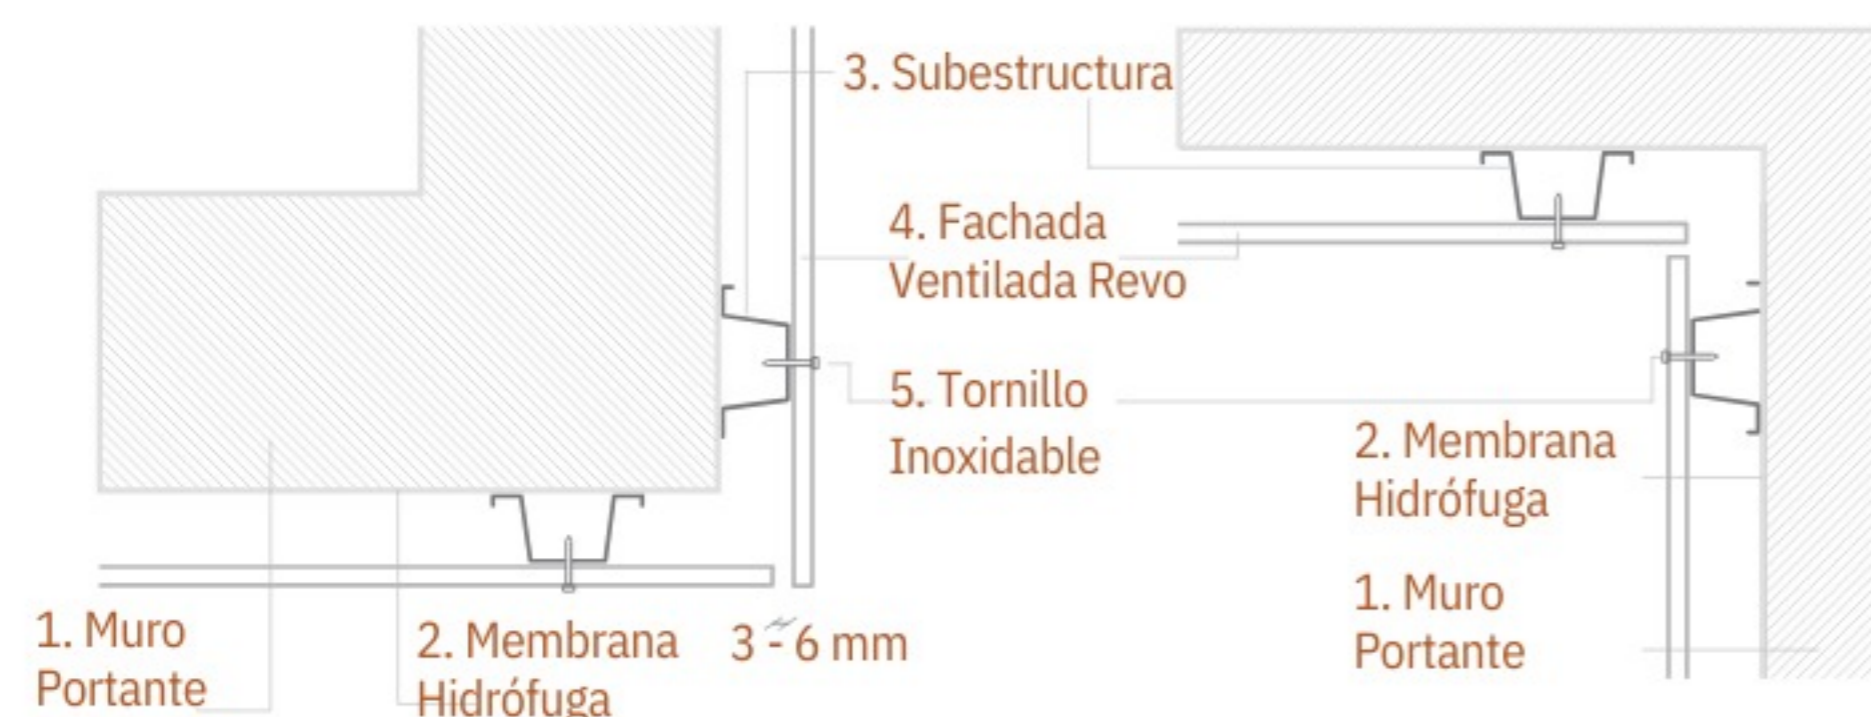 3. Subestructura
4. Fachada
Ventilada Revo
5. Tornillo
Inoxidable
2. Membrana
Hidrófuga
1. Muro
Portante
1. Muro
Portante
2. Membrana
Hidrófuga
3 - 6 mm